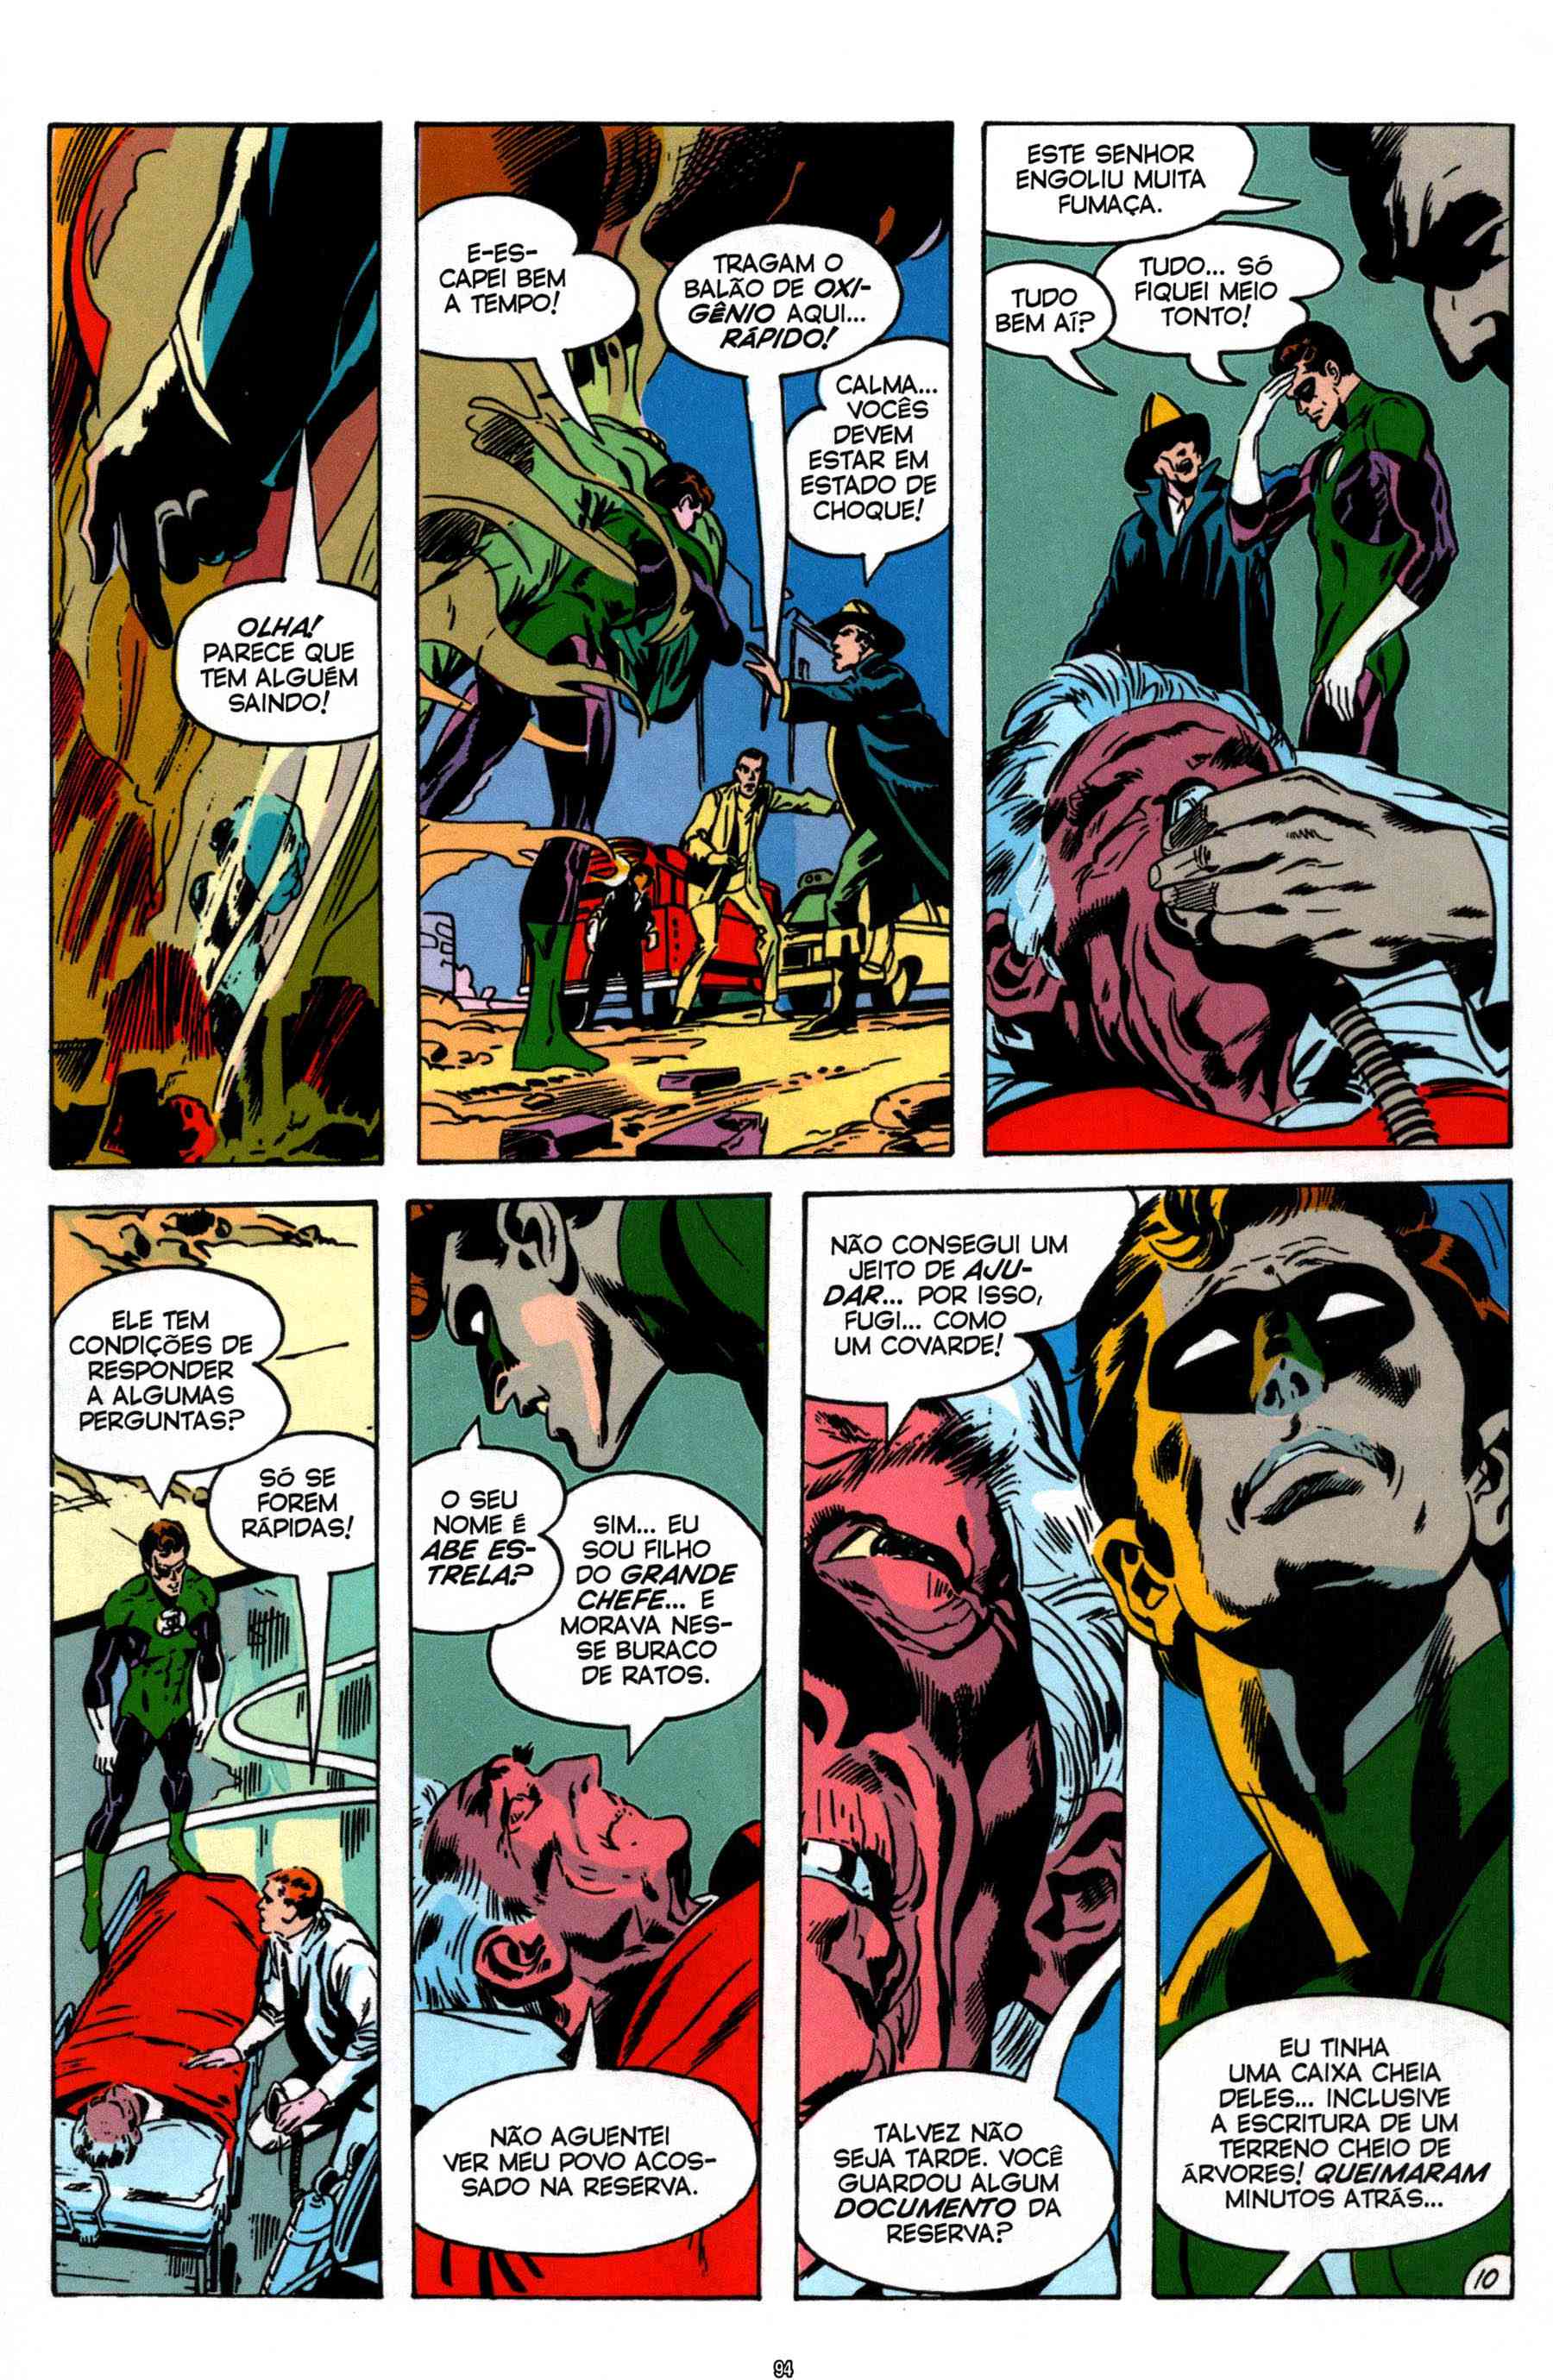 OLHA!
PARECE QUE
TEM ALGUÉM
SAINDO!
E-ES-
CAPEI BEM
A TEMPO!
TRAGAM O
BALÃO DE OXI-
GÊNIO AQUI...
RÁPIDO!
CALMA...
VOCÊS
DEVEM
ESTAR EM
ESTADO DE
CHOQUE!
ESTE SENHOR
ENGOLIU MUITA
FUMAÇA.
TUDO
BEM AÍ?
TUDO... SÓ
FIQUEI MEIO
TONTO!
ELE TEM
CONDIÇÕES DE
RESPONDER
A ALGUMAS
PERGUNTAS?
SÓ SE
FOREM
RÁPIDAS!
O SEU
NOME É
ABE ES-
TRELA?
SIM... EU
SOU FILHO
DO GRANDE
CHEFE... E
MORAVA NES-
SE BURACO
DE RATOS.
NÃO AGUENTEI
VER MEU POVO ACOS-
SADO NA RESERVA.
NÃO CONSEGUI UM
JEITO DE AJU-
DAR... POR ISSO,
FUGI... COMO
UM COVARDE!
TALVEZ NÃO
SEJA TARDE. VOCÊ
GUARDOU ALGUM
DOCUMENTO DA
RESERVA?
EU TINHA
UMA CAIXA CHEIA
DELES... INCLUSIVE
A ESCRITURA DE UM
TERRENO CHEIO DE
ÁRVORES! QUEIMARAM
MINUTOS ATRÁS...
10
94